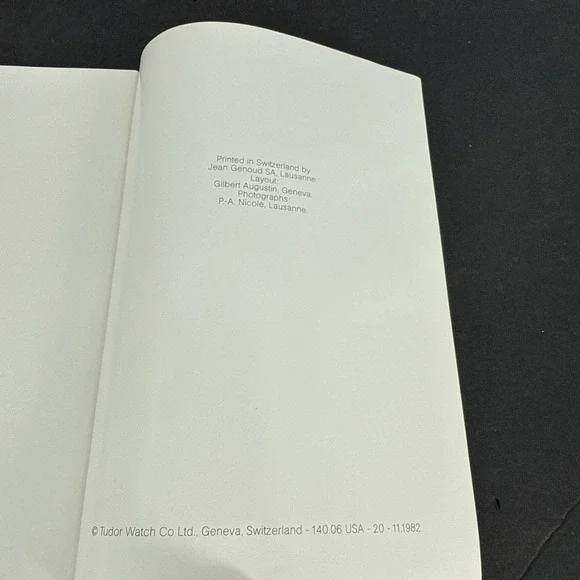 Printed in Switzerland by
Jean Genoud SA, Lausanne.
Layout:
Gilbert Augustin, Geneva.
Photographs:
P.-A. Nicole, Lausanne.
© Tudor Watch Co Ltd., Geneva, Switzerland - 140.06 USA - 20 - 11.1982